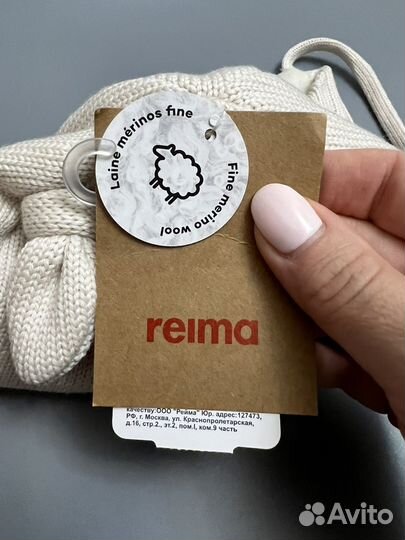 Laine mérinos fine
Fine merino wool
reima
качеству:ООО "Рейма" Юр. адрес:127473,
РФ, г. Москва, ул. Краснопролетарская,
д.16, стр.2., эт.2, пом.I, ком.9 часть
Avito